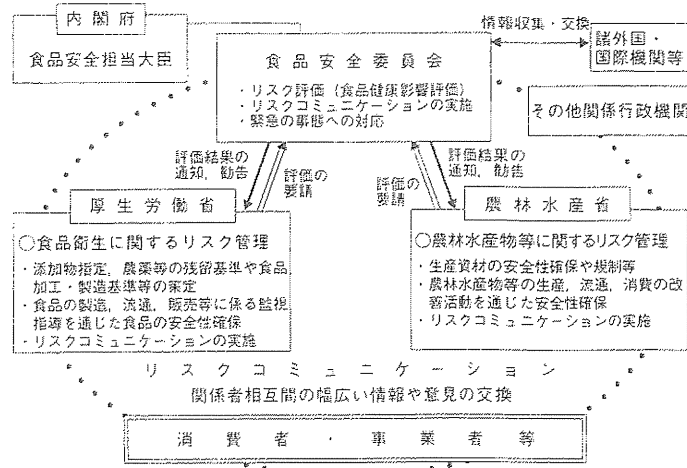 内閣府
食品安全担当大臣
食品安全委員会
・リスク評価（食品健康影響評価）
・リスクコミュニケーションの実施
・緊急の事態への対応
情報収集・交換
諸外国・
国際機関等
その他関係行政機関
評価結果の
通知，勧告
評価の
要請
評価の
要請
評価結果の
通知，勧告
厚生労働省
○食品衛生に関するリスク管理
・添加物指定，農薬等の残留基準や食品
加工・製造基準等の策定
・食品の製造，流通，販売等に係る監視
指導を通じた食品の安全性確保
・リスクコミュニケーションの実施
農林水産省
○農林水産物等に関するリスク管理
・生産資材の安全性確保や規制等
・農林水産物等の生産，流通，消費の改
善活動を通じた安全性確保
・リスクコミュニケーションの実施
リスクコミュニケーション
関係者相互間の幅広い情報や意見の交換
消費者・事業者等